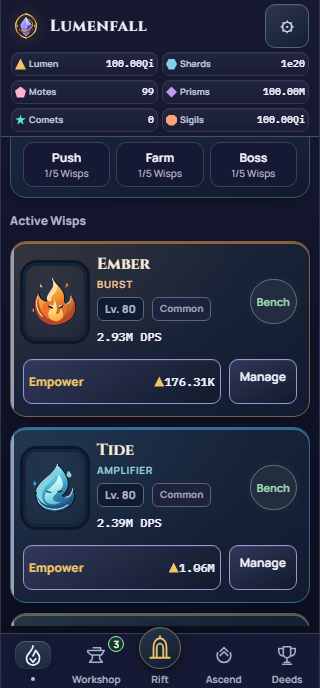 Lumenfall
Lumen 100.00Qi
Shards 1e20
Motes 99
Prisms 100.00M
Comets 0
Sigils 100.00Qi
Push
1/5 Wisps
Farm
1/5 Wisps
Boss
1/5 Wisps
Active Wisps
Ember
BURST
Lv. 80 Common
2.93M DPS
Bench
Empower 176.31K
Manage
Tide
AMPLIFIER
Lv. 80 Common
2.39M DPS
Bench
Empower 1.06M
Manage
3
Workshop
Rift
Ascend
Deeds